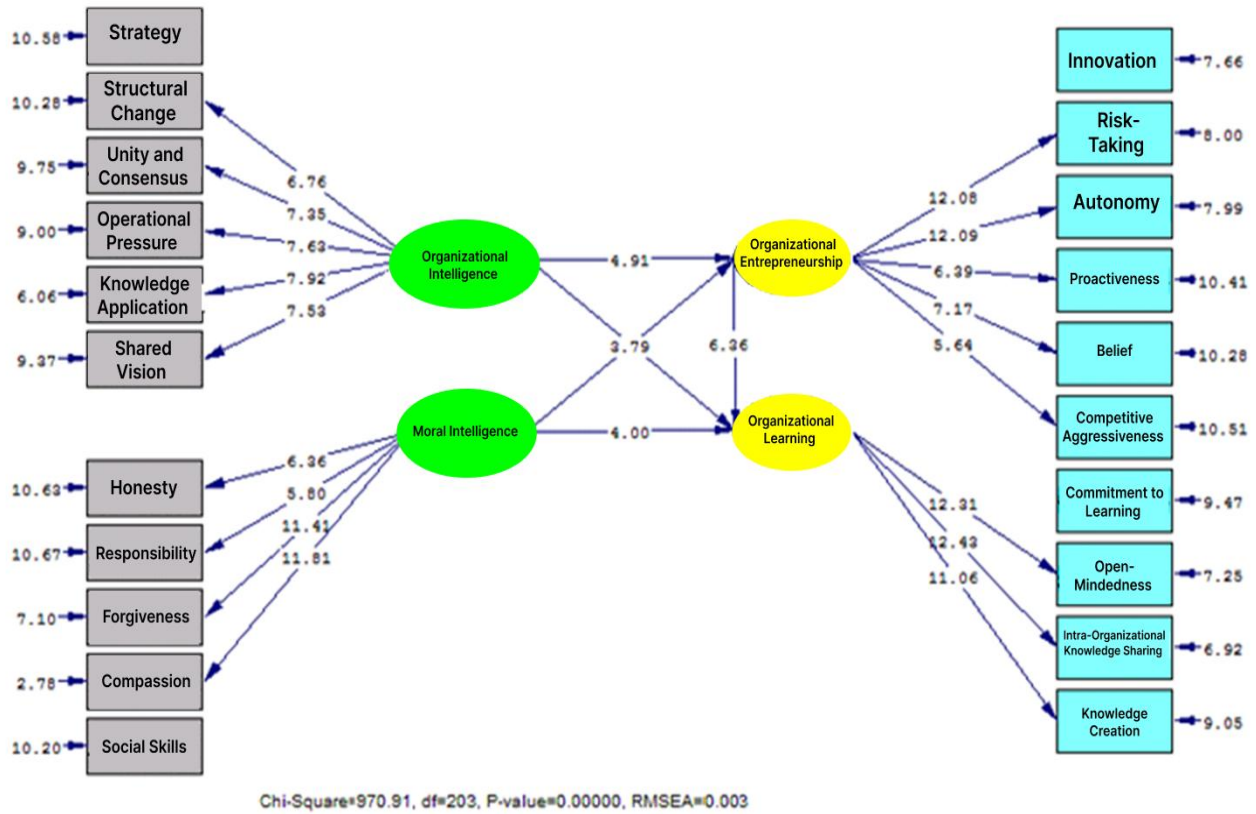 10.58
Strategy
10.28
Structural
Change
9.75
Unity and
Consensus
9.00
Operational
Pressure
6.06
Knowledge
Application
9.37
Shared
Vision
10.63
Honesty
10.67
Responsibility
7.10
Forgiveness
2.78
Compassion
10.20
Social Skills
6.76
7.35
7.63
7.92
7.53
6.36
5.80
11.41
11.81
Organizational
Intelligence
Moral Intelligence
4.91
3.79
6.36
4.00
Organizational
Entrepreneurship
Organizational
Learning
12.08
12.09
6.39
7.17
5.64
12.31
12.43
11.06
Innovation
7.66
Risk-
Taking
8.00
Autonomy
7.99
Proactiveness
10.41
Belief
10.28
Competitive
Aggressiveness
10.51
Commitment to
Learning
9.47
Open-
Mindedness
7.25
Intra-Organizational
Knowledge Sharing
6.92
Knowledge
Creation
9.05
Chi-Square=970.91, df=203, P-value=0.00000, RMSEA=0.003